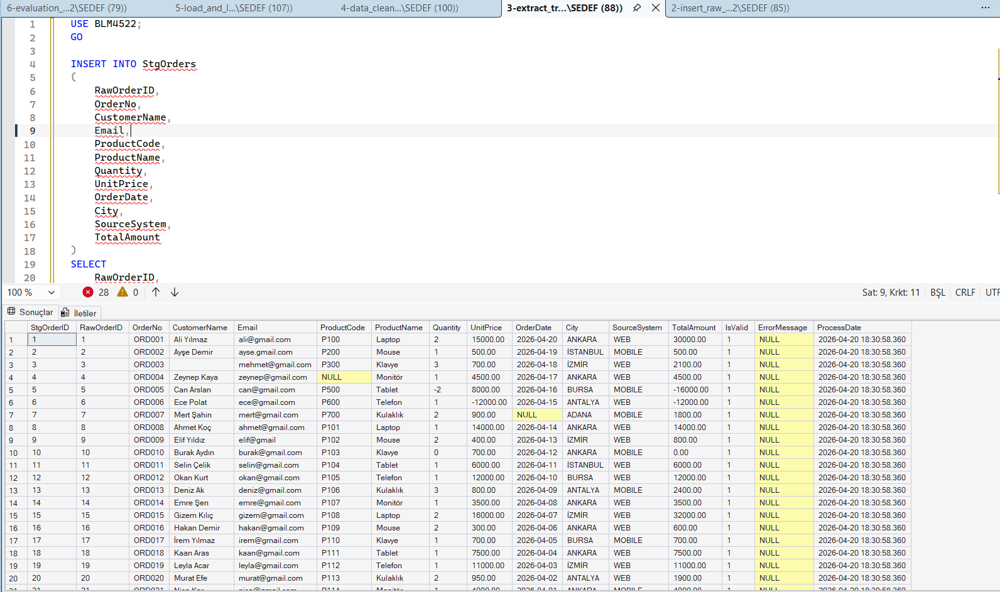 6-evaluation_...2\SEDEF (79)) 5-load_and_l...\SEDEF (107)) 4-data_clean...\SEDEF (100)) 3-extract_tr...\SEDEF (88)) 2-insert_raw_...2\SEDEF (85))
1 USE BLM4522;
2 GO
3
4 INSERT INTO StgOrders
5 (
6 RawOrderID,
7 OrderNo,
8 CustomerName,
9 Email,
10 ProductCode,
11 ProductName,
12 Quantity,
13 UnitPrice,
14 OrderDate,
15 City,
16 SourceSystem,
17 TotalAmount
18 )
19 SELECT
20 RawOrderID,
100 % 28 0 Sat: 9, Krkt: 11 BŞL CRLF UTF
Sonuçlar İletiler
StgOrderID RawOrderID OrderNo CustomerName Email ProductCode ProductName Quantity UnitPrice OrderDate City SourceSystem TotalAmount IsValid ErrorMessage ProcessDate
1 1 1 ORD001 Ali Yılmaz ali@gmail.com P100 Laptop 2 15000.00 2026-04-20 ANKARA WEB 30000.00 1 NULL 2026-04-20 18:30:58.360
2 2 2 ORD002 Ayşe Demir ayse.gmail.com P200 Mouse 1 500.00 2026-04-19 İSTANBUL MOBILE 500.00 1 NULL 2026-04-20 18:30:58.360
3 3 3 ORD003 mehmet@gmail.com P300 Klavye 3 700.00 2026-04-18 İZMİR WEB 2100.00 1 NULL 2026-04-20 18:30:58.360
4 4 4 ORD004 Zeynep Kaya zeynep@gmail.com NULL Monitör 1 4500.00 2026-04-17 ANKARA WEB 4500.00 1 NULL 2026-04-20 18:30:58.360
5 5 5 ORD005 Can Arslan can@gmail.com P500 Tablet -2 8000.00 2026-04-16 BURSA MOBILE -16000.00 1 NULL 2026-04-20 18:30:58.360
6 6 6 ORD006 Ece Polat ece@gmail.com P600 Telefon 1 -12000.00 2026-04-15 ANTALYA WEB -12000.00 1 NULL 2026-04-20 18:30:58.360
7 7 7 ORD007 Mert Şahin mert@gmail.com P700 Kulaklık 2 900.00 NULL ADANA MOBILE 1800.00 1 NULL 2026-04-20 18:30:58.360
8 8 8 ORD008 Ahmet Koç ahmet@gmail.com P101 Laptop 1 14000.00 2026-04-14 ANKARA WEB 14000.00 1 NULL 2026-04-20 18:30:58.360
9 9 9 ORD009 Elif Yıldız elif@gmail P102 Mouse 2 400.00 2026-04-13 İZMİR WEB 800.00 1 NULL 2026-04-20 18:30:58.360
10 10 10 ORD010 Burak Aydın burak@gmail.com P103 Klavye 0 700.00 2026-04-12 ANKARA MOBILE 0.00 1 NULL 2026-04-20 18:30:58.360
11 11 11 ORD011 Selin Çelik selin@gmail.com P104 Tablet 1 6000.00 2026-04-11 İSTANBUL WEB 6000.00 1 NULL 2026-04-20 18:30:58.360
12 12 12 ORD012 Okan Kurt okan@gmail.com P105 Telefon 1 12000.00 2026-04-10 BURSA WEB 12000.00 1 NULL 2026-04-20 18:30:58.360
13 13 13 ORD013 Deniz Ak deniz@gmail.com P106 Kulaklık 3 800.00 2026-04-09 ANTALYA MOBILE 2400.00 1 NULL 2026-04-20 18:30:58.360
14 14 14 ORD014 Emre Şen emre@gmail.com P107 Monitör 1 3500.00 2026-04-08 ANKARA WEB 3500.00 1 NULL 2026-04-20 18:30:58.360
15 15 15 ORD015 Gizem Kılıç gizem@gmail.com P108 Laptop 2 16000.00 2026-04-07 İZMİR WEB 32000.00 1 NULL 2026-04-20 18:30:58.360
16 16 16 ORD016 Hakan Demir hakan@gmail.com P109 Mouse 2 300.00 2026-04-06 ANKARA WEB 600.00 1 NULL 2026-04-20 18:30:58.360
17 17 17 ORD017 İrem Yılmaz irem@gmail.com P110 Klavye 1 700.00 2026-04-05 BURSA MOBILE 700.00 1 NULL 2026-04-20 18:30:58.360
18 18 18 ORD018 Kaan Aras kaan@gmail.com P111 Tablet 1 7500.00 2026-04-04 ANKARA WEB 7500.00 1 NULL 2026-04-20 18:30:58.360
19 19 19 ORD019 Leyla Acar leyla@gmail.com P112 Telefon 1 11000.00 2026-04-03 İZMİR WEB 11000.00 1 NULL 2026-04-20 18:30:58.360
20 20 20 ORD020 Murat Efe murat@gmail.com P113 Kulaklık 2 950.00 2026-04-02 ANTALYA WEB 1900.00 1 NULL 2026-04-20 18:30:58.360